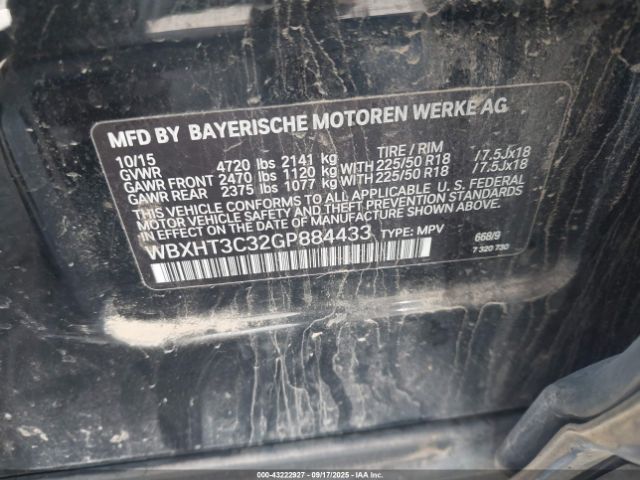 MFD BY BAYERISCHE MOTOREN WERKE AG
10/15 TIRE / RIM
GVWR 4720 lbs 2141 kg
GAWR FRONT 2470 lbs 1120 kg WITH 225/50 R18 / 7.5Jx18
GAWR REAR 2375 lbs 1077 kg WITH 225/50 R18 / 7.5Jx18
THIS VEHICLE CONFORMS TO ALL APPLICABLE U. S. FEDERAL
MOTOR VEHICLE SAFETY AND THEFT PREVENTION STANDARDS
IN EFFECT ON THE DATE OF MANUFACTURE SHOWN ABOVE.
WBXHT3C32GP884433 TYPE: MPV 668/9
7 320 730
© 000-43222927 - 09/17/2025 - IAA LLC